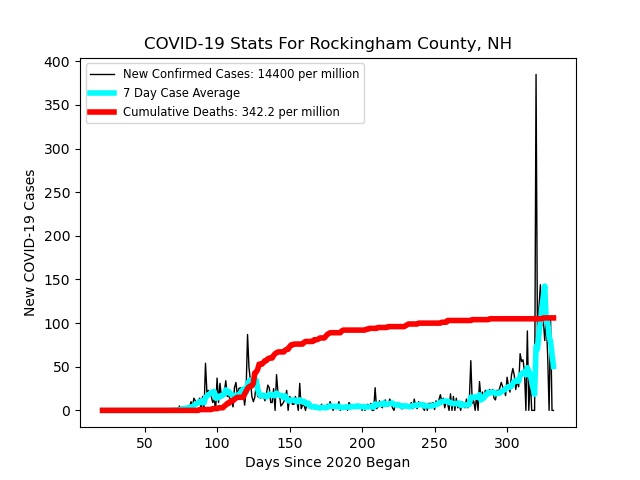 COVID-19 Stats For Rockingham County, NH
New Confirmed Cases: 14400 per million
7 Day Case Average
Cumulative Deaths: 342.2 per million
New COVID-19 Cases
400
350
300
250
200
150
100
50
0
50 100 150 200 250 300
Days Since 2020 Began